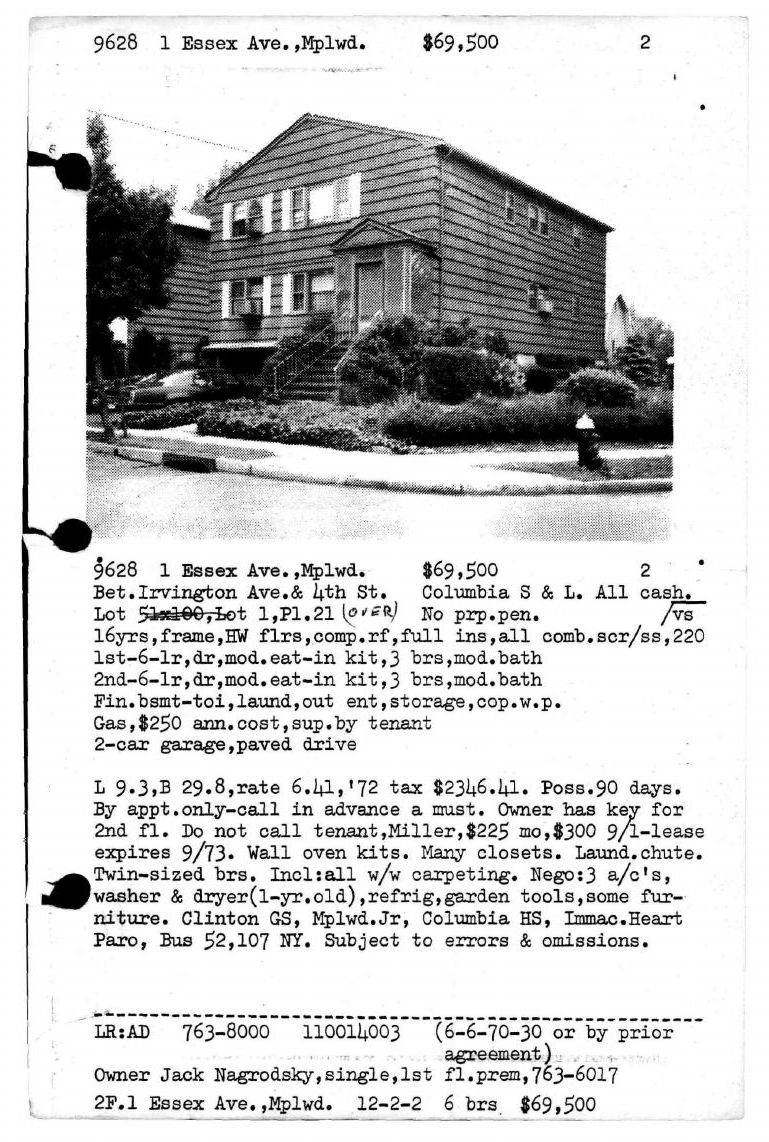 9628 1 Essex Ave.,Mplwd. $69,500 2
9628 1 Essex Ave.,Mplwd. $69,500 2
Bet.Irvington Ave.& 4th St. Columbia S & L. All cash.
Lot 51x100,Lot 1,Pl.21 (OVER) No prp.pen. /vs
16yrs,frame,HW flrs,comp.rf,full ins,all comb.scr/ss,220
1st-6-lr,dr,mod.eat-in kit,3 brs,mod.bath
2nd-6-lr,dr,mod.eat-in kit,3 brs,mod.bath
Fin.bsmt-toi,laund,out ent,storage,cop.w.p.
Gas,$250 ann.cost,sup.by tenant
2-car garage,paved drive
L 9.3,B 29.8,rate 6.41,'72 tax $2346.41. Poss.90 days.
By appt.only-call in advance a must. Owner has key for
2nd fl. Do not call tenant,Miller,$225 mo,$300 9/1-lease
expires 9/73. Wall oven kits. Many closets. Laund.chute.
Twin-sized brs. Incl:all w/w carpeting. Nego:3 a/c's,
washer & dryer(1-yr.old),refrig,garden tools,some fur-
niture. Clinton GS, Mplwd.Jr, Columbia HS, Immac.Heart
Paro, Bus 52,107 NY. Subject to errors & omissions.
LR:AD 763-8000 110014003 (6-6-70-30 or by prior
agreement)
Owner Jack Nagrodsky,single,1st fl.prem,763-6017
2F.1 Essex Ave.,Mplwd. 12-2-2 6 brs $69,500